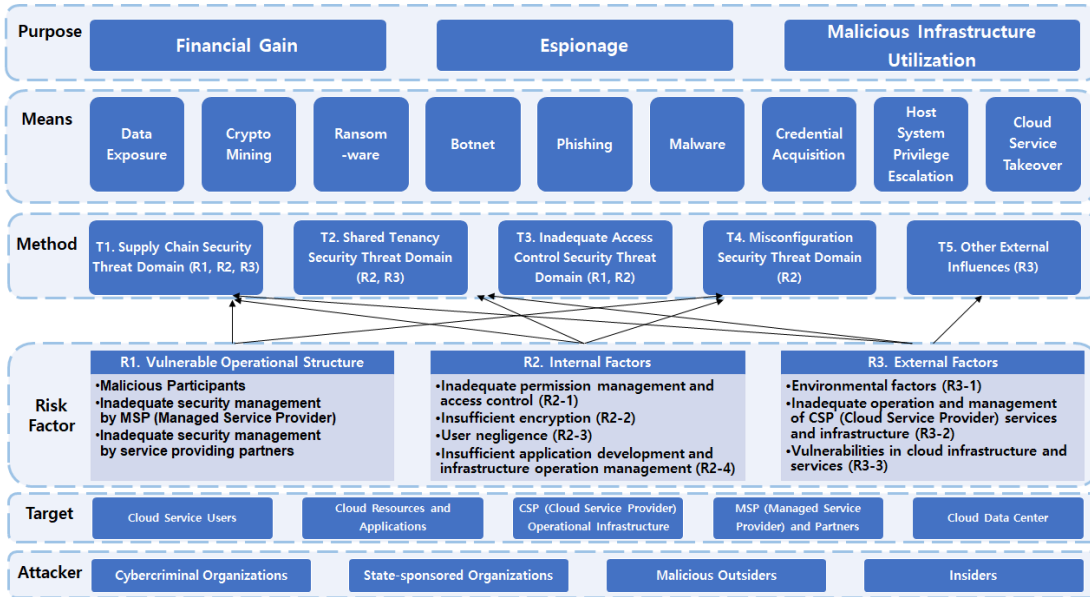 Purpose
Financial Gain
Espionage
Malicious Infrastructure
Utilization
Means
Data
Exposure
Crypto
Mining
Ransom
-ware
Botnet
Phishing
Malware
Credential
Acquisition
Host
System
Privilege
Escalation
Cloud
Service
Takeover
Method
T1. Supply Chain Security
Threat Domain (R1, R2, R3)
T2. Shared Tenancy
Security Threat Domain
(R2, R3)
T3. Inadequate Access
Control Security Threat
Domain (R1, R2)
T4. Misconfiguration
Security Threat Domain
(R2)
T5. Other External
Influences (R3)
Risk
Factor
R1. Vulnerable Operational Structure
•Malicious Participants
•Inadequate security management
by MSP (Managed Service Provider)
•Inadequate security management
by service providing partners
R2. Internal Factors
•Inadequate permission management and
access control (R2-1)
•Insufficient encryption (R2-2)
•User negligence (R2-3)
•Insufficient application development and
infrastructure operation management (R2-4)
R3. External Factors
•Environmental factors (R3-1)
•Inadequate operation and management
of CSP (Cloud Service Provider) services
and infrastructure (R3-2)
•Vulnerabilities in cloud infrastructure and
services (R3-3)
Target
Cloud Service Users
Cloud Resources and
Applications
CSP (Cloud Service Provider)
Operational Infrastructure
MSP (Managed Service
Provider) and Partners
Cloud Data Center
Attacker
Cybercriminal Organizations
State-sponsored Organizations
Malicious Outsiders
Insiders